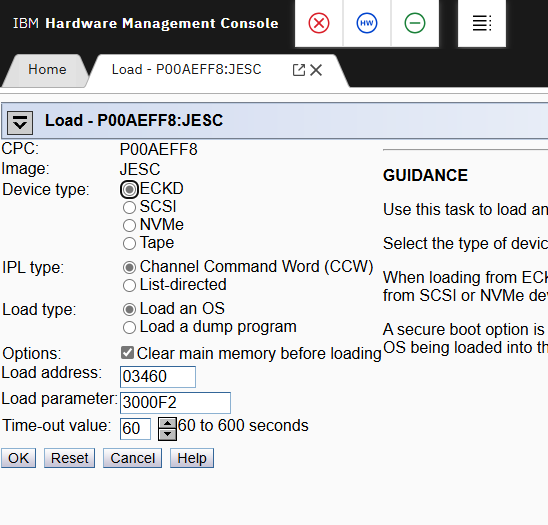 IBM Hardware Management Console
HW
Home
Load - P00AEFF8:JESC
Load - P00AEFF8:JESC
CPC: P00AEFF8
Image: JESC
Device type: ECKD
SCSI
NVMe
Tape
IPL type: Channel Command Word (CCW)
List-directed
Load type: Load an OS
Load a dump program
Options: Clear main memory before loading
Load address: 03460
Load parameter: 3000F2
Time-out value: 60 60 to 600 seconds
OK Reset Cancel Help
GUIDANCE
Use this task to load an
Select the type of devic
When loading from ECK
from SCSI or NVMe de
A secure boot option is
OS being loaded into th